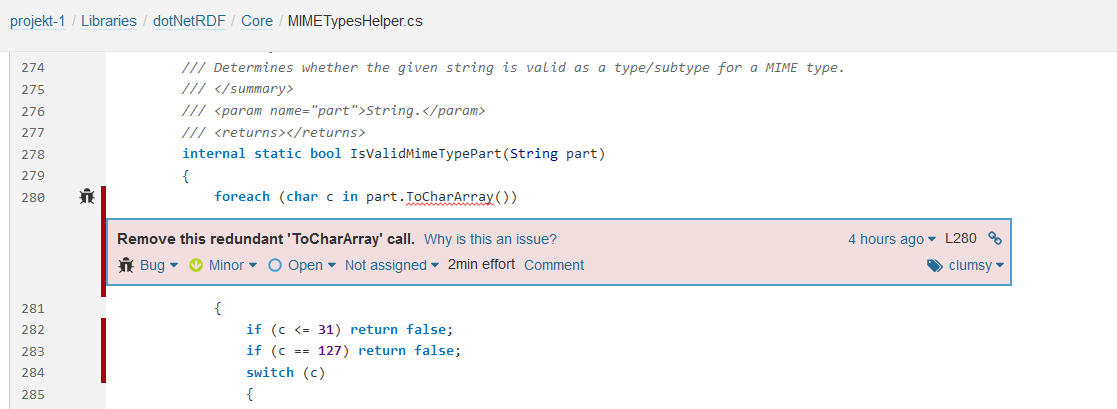 projekt-1 / Libraries / dotNetRDF / Core / MIMETypesHelper.cs
274 /// Determines whether the given string is valid as a type/subtype for a MIME type.
275 /// </summary>
276 /// <param name="part">String.</param>
277 /// <returns></returns>
278 internal static bool IsValidMimeTypePart(String part)
279 {
280 foreach (char c in part.ToCharArray())
Remove this redundant 'ToCharArray' call. Why is this an issue? 4 hours ago L280
Bug Minor Open Not assigned 2min effort Comment clumsy
281 {
282 if (c <= 31) return false;
283 if (c == 127) return false;
284 switch (c)
285 {